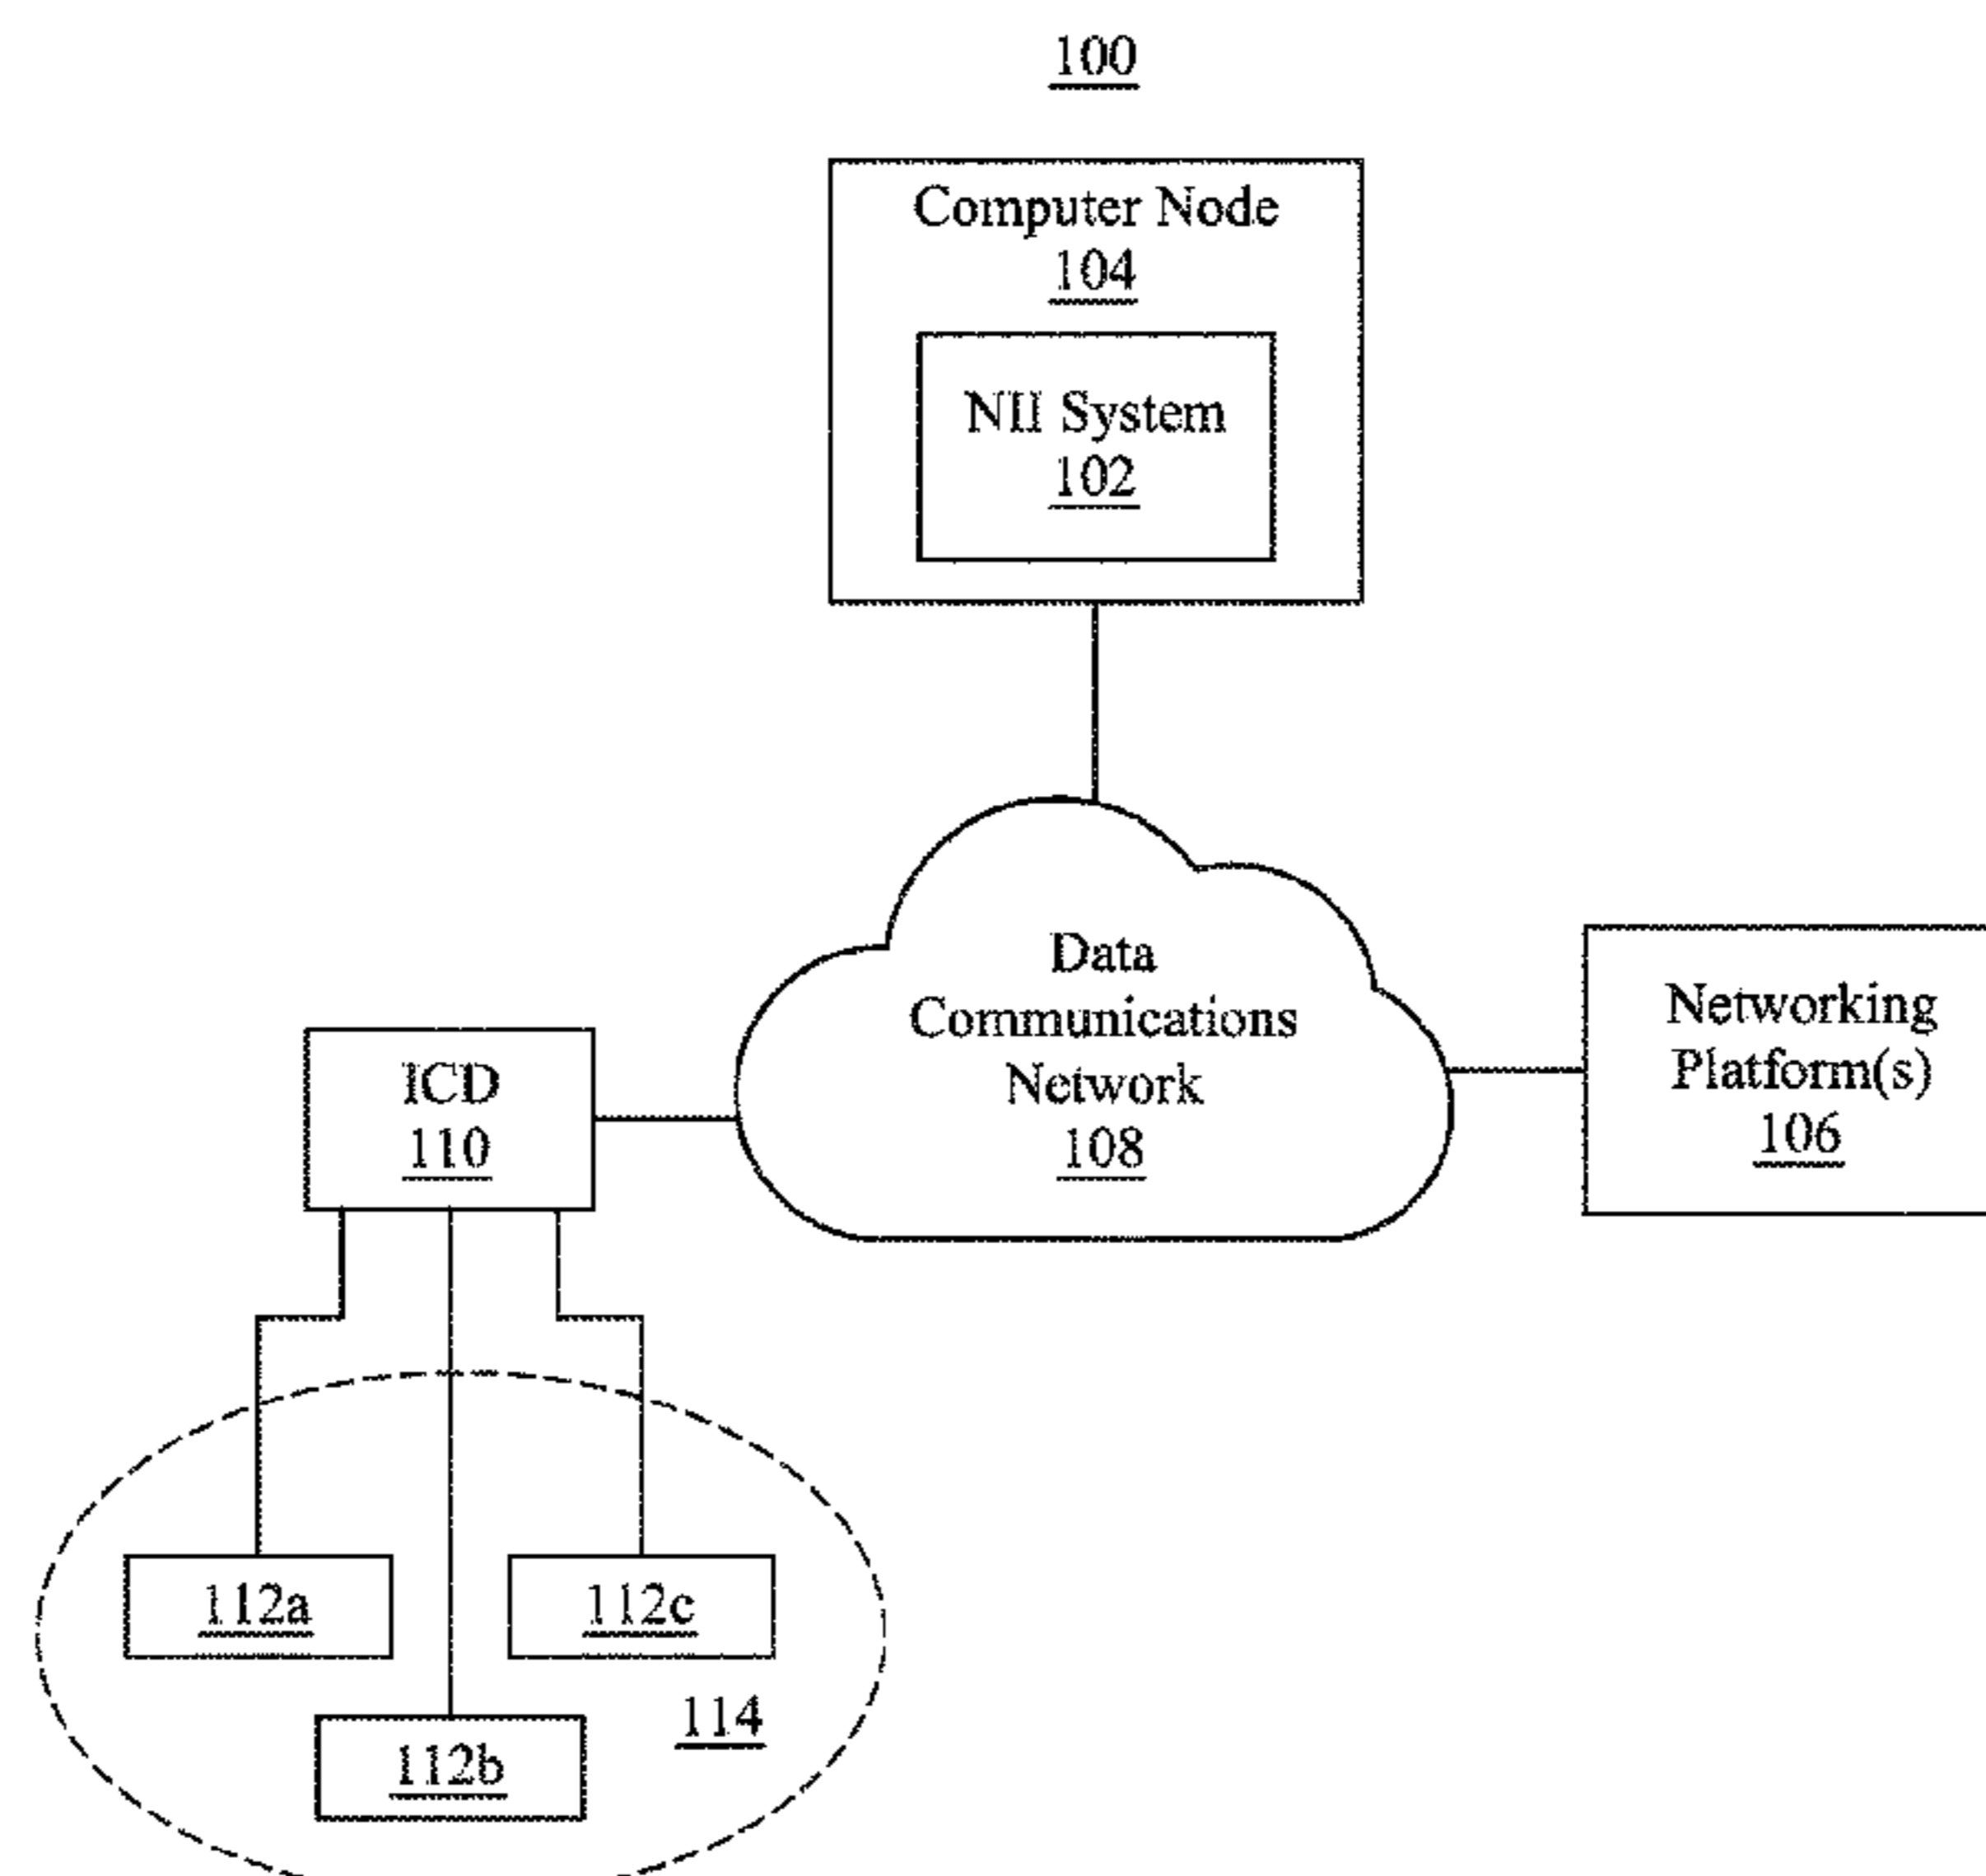 100
Computer Node
104
NII System
102
Data
Communications
Network
108
Networking
Platform(s)
106
ICD
110
112a
112c
114
112b